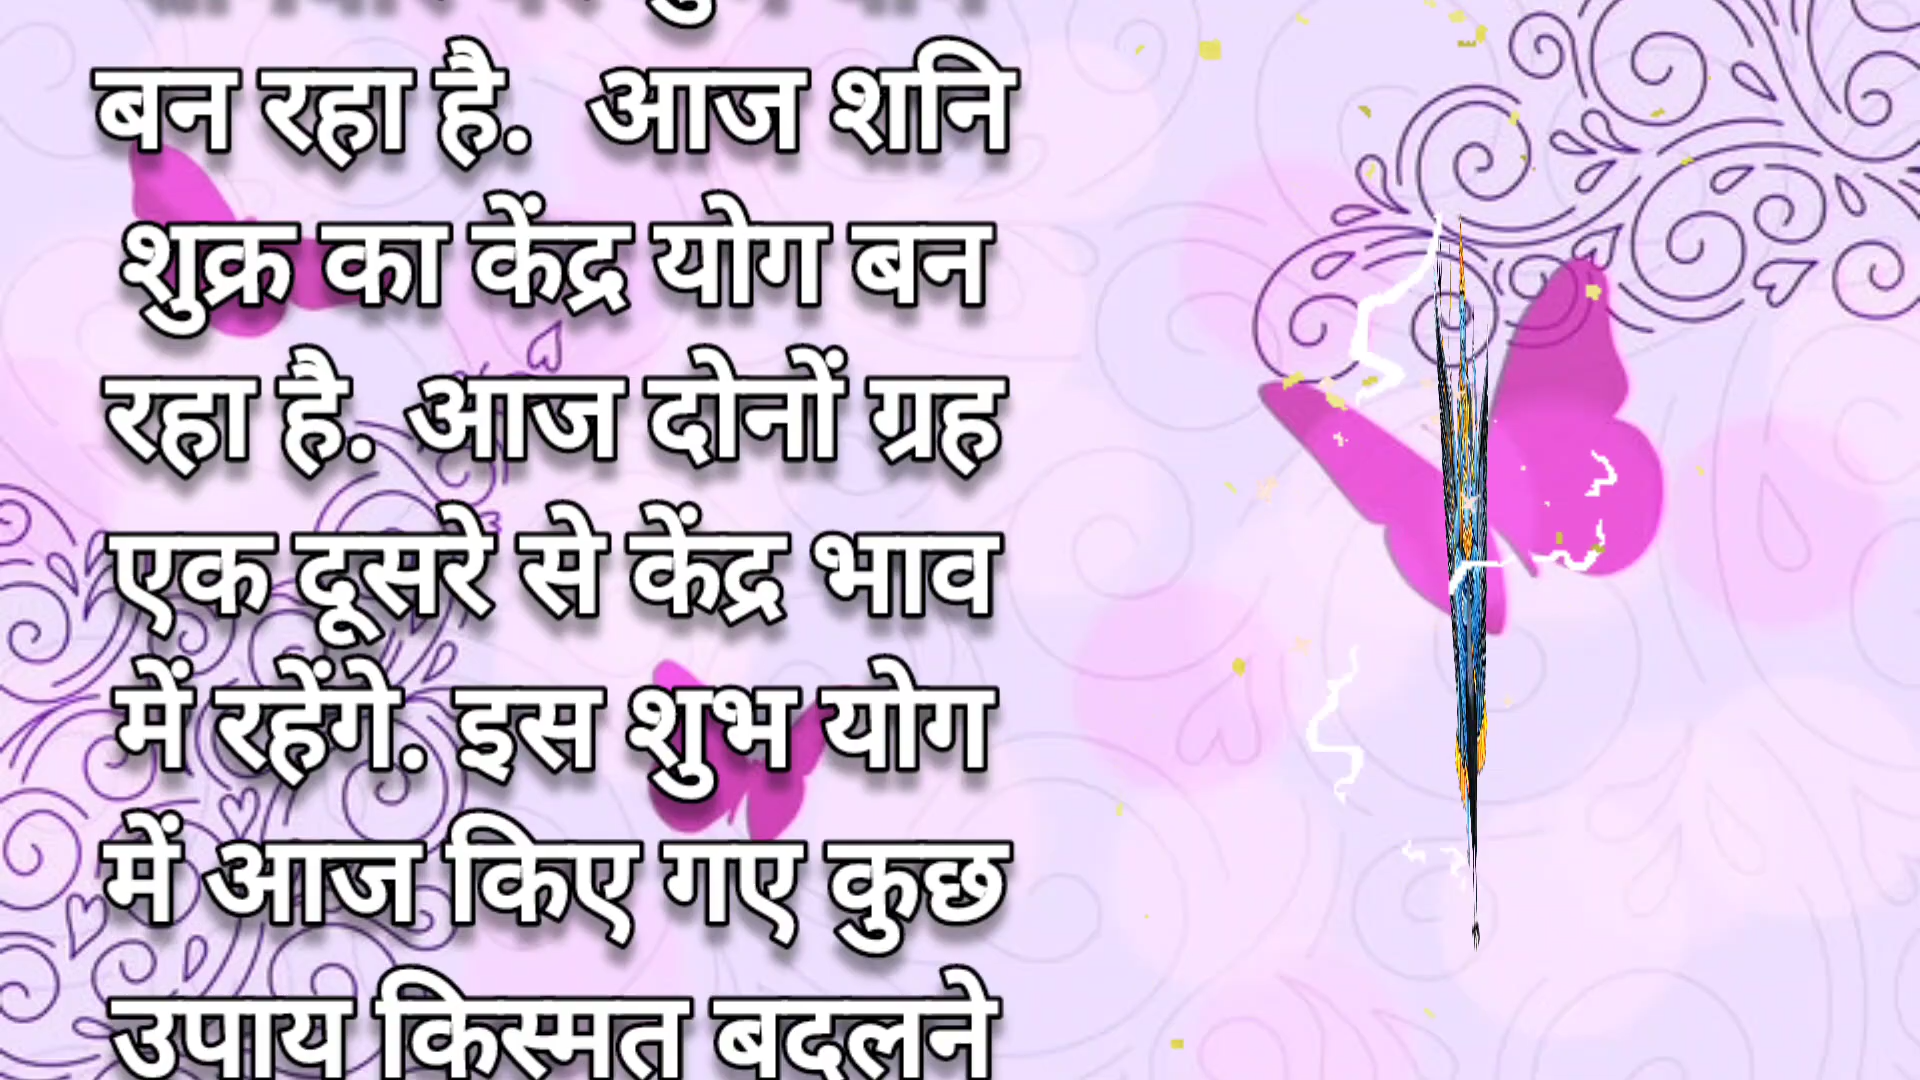 बन रहा है.  आज शनि
शुक्र का केंद्र योग बन
रहा है. आज दोनों ग्रह
एक दूसरे से केंद्र भाव
में रहेंगे. इस शुभ योग
में आज किए गए कुछ
उपाय किस्मत बदलने